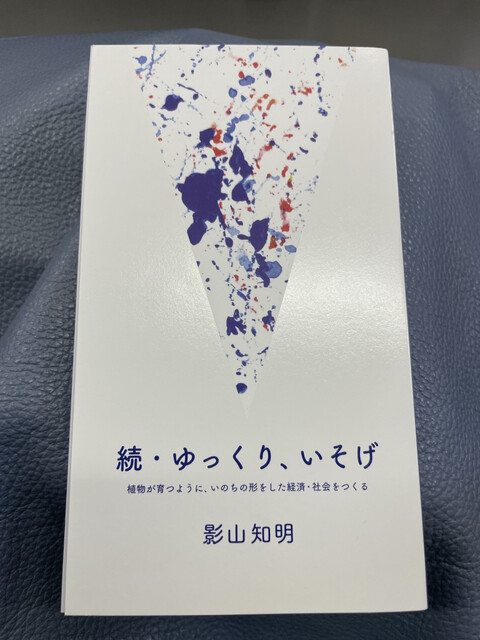 続・ゆっくり、いそげ
植物が育つように、いのちの形をした経済・社会をつくる
影山知明